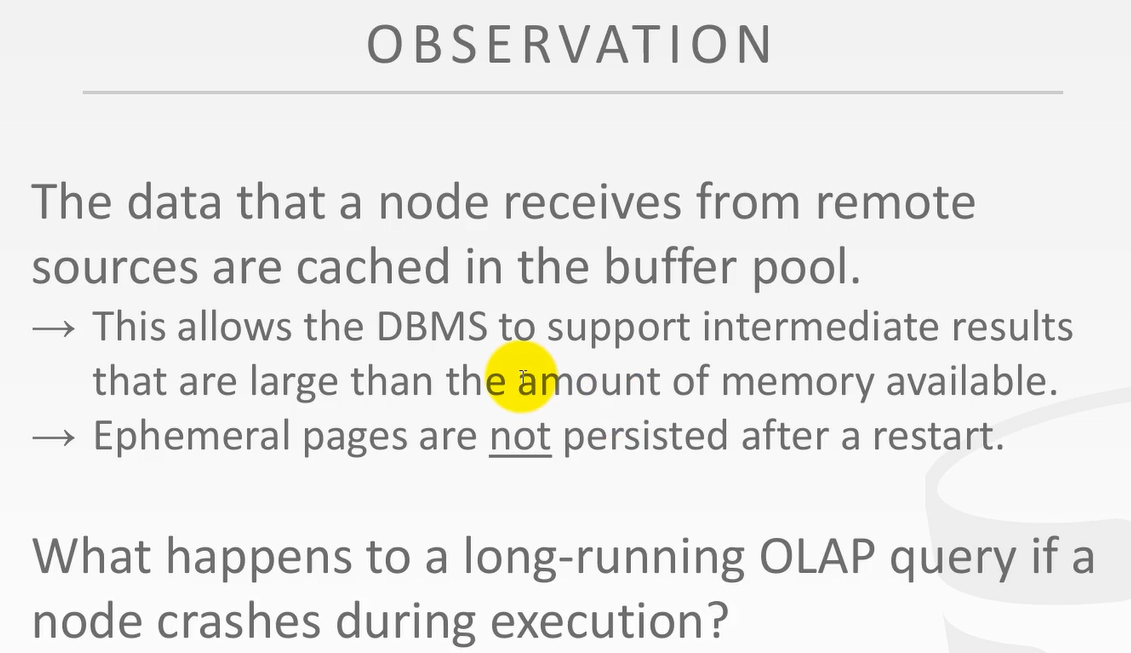 OBSERVATION
The data that a node receives from remote
sources are cached in the buffer pool.
→ This allows the DBMS to support intermediate results
that are large than the amount of memory available.
→ Ephemeral pages are not persisted after a restart.
What happens to a long-running OLAP query if a
node crashes during execution?